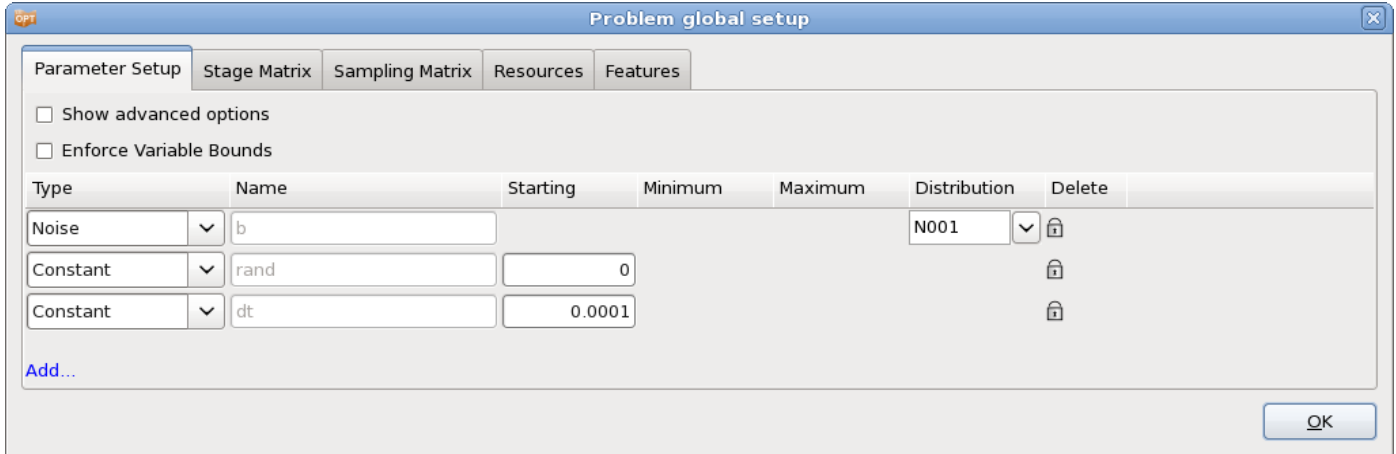 OPT Problem global setup
Parameter Setup Stage Matrix Sampling Matrix Resources Features
Show advanced options
Enforce Variable Bounds
Type Name Starting Minimum Maximum Distribution Delete
Noise b N001
Constant rand 0
Constant dt 0.0001
Add...
OK